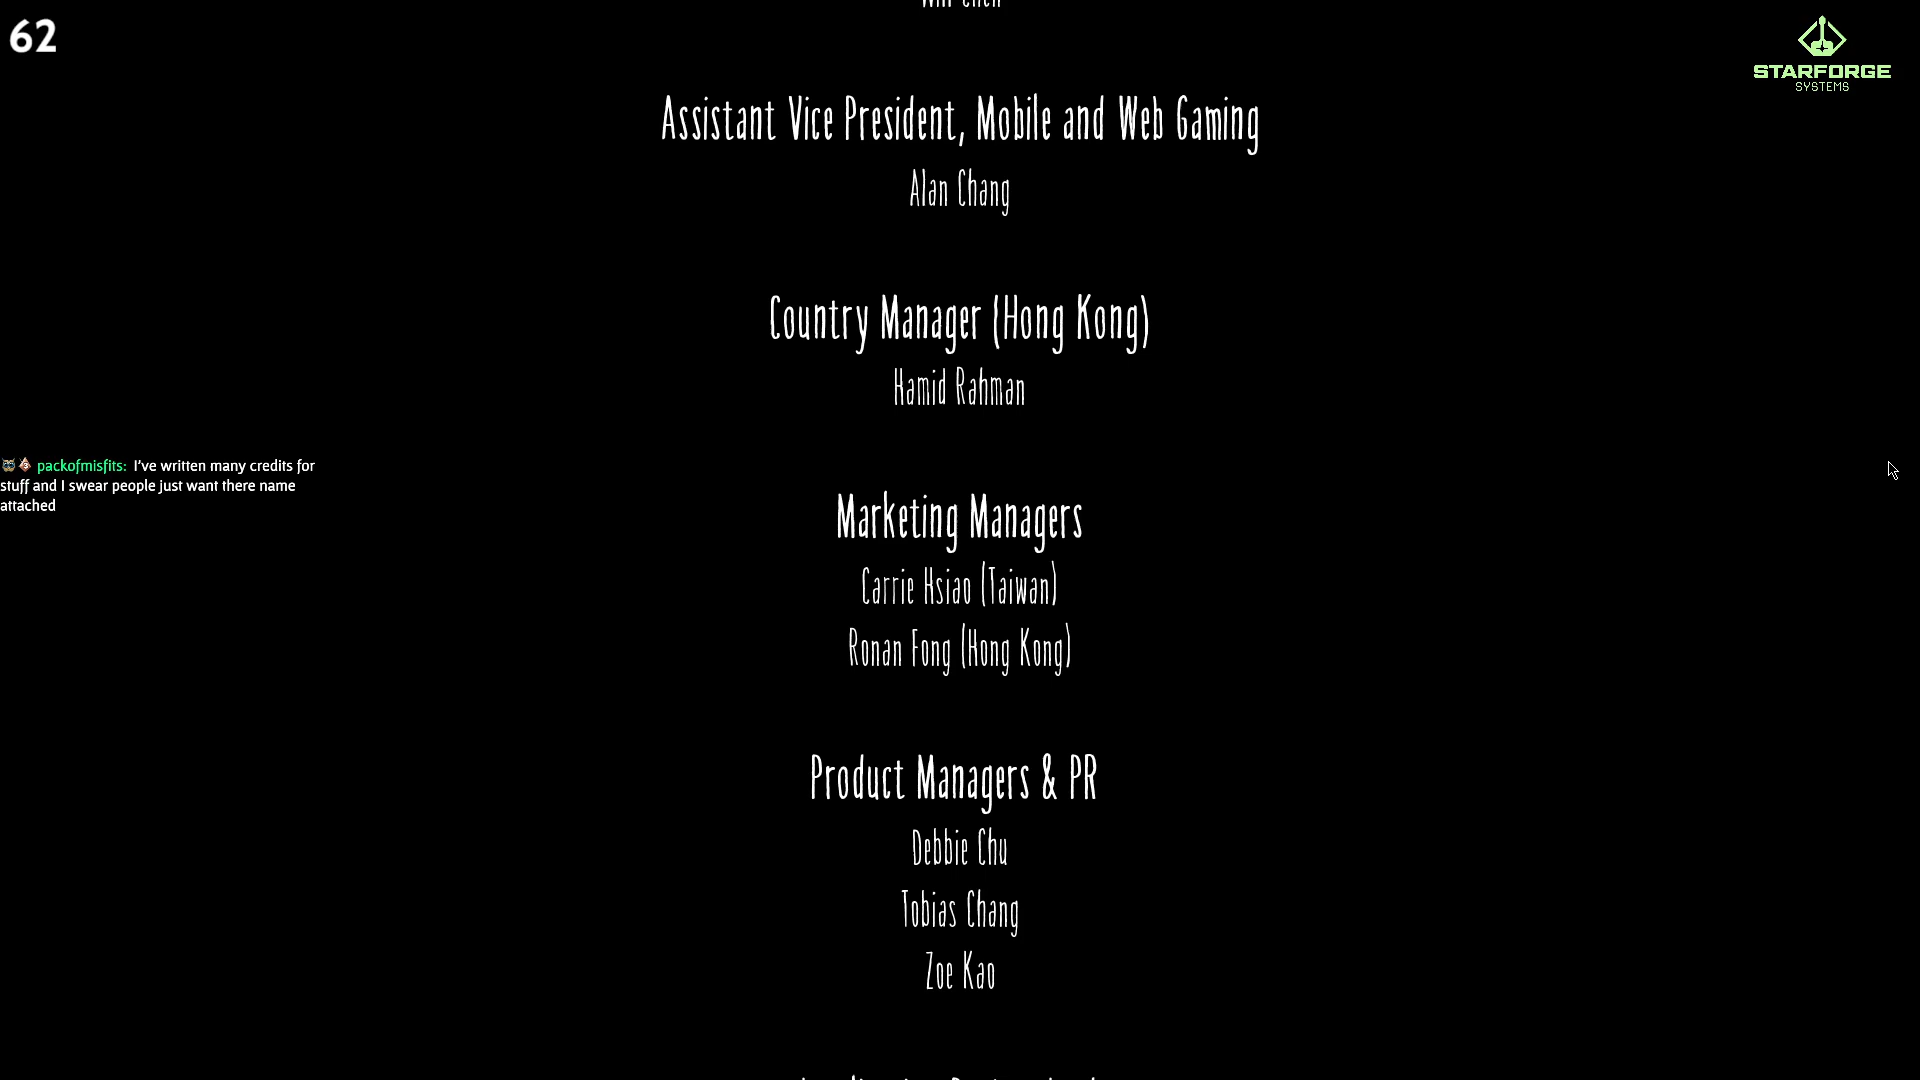 62
STARFORGE
SYSTEMS
Assistant Vice President, Mobile and Web Gaming
Alan Chang
Country Manager (Hong Kong)
Hamid Rahman
packofmisfits: I've written many credits for
stuff and I swear people just want there name
attached
Marketing Managers
Carrie Hsiao (Taiwan)
Ronan Fong (Hong Kong)
Product Managers & PR
Debbie Chu
Tobias Chang
Zoe Kao